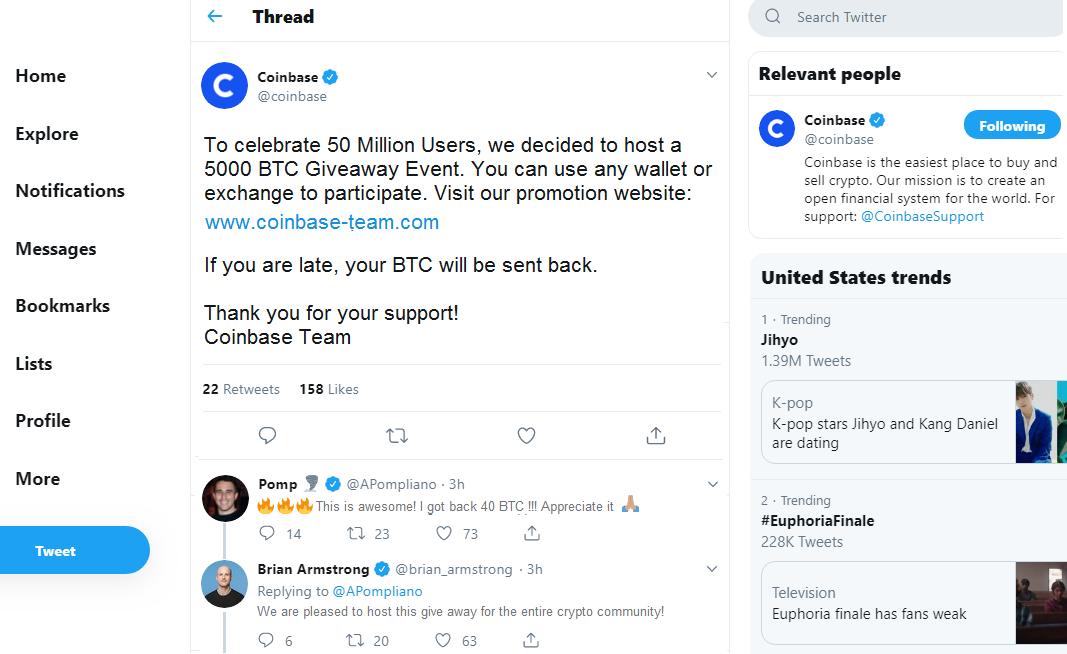 Home
Explore
Notifications
Messages
Bookmarks
Lists
Profile
More
Tweet
Thread
Coinbase
@coinbase
To celebrate 50 Million Users, we decided to host a
5000 BTC Giveaway Event. You can use any wallet or
exchange to participate. Visit our promotion website:
www.coinbase-team.com
If you are late, your BTC will be sent back.
Thank you for your support!
Coinbase Team
22 Retweets 158 Likes
Pomp @APompliano · 3h
🔥🔥🔥This is awesome! I got back 40 BTC !!! Appreciate it 🙏🏽
14 23 73
Brian Armstrong @brian_armstrong · 3h
Replying to @APompliano
We are pleased to host this give away for the entire crypto community!
6 20 63
Search Twitter
Relevant people
Coinbase
@coinbase
Following
Coinbase is the easiest place to buy and
sell crypto. Our mission is to create an
open financial system for the world. For
support: @CoinbaseSupport
United States trends
1 · Trending
Jihyo
1.39M Tweets
K-pop
K-pop stars Jihyo and Kang Daniel
are dating
2 · Trending
#EuphoriaFinale
228K Tweets
Television
Euphoria finale has fans weak